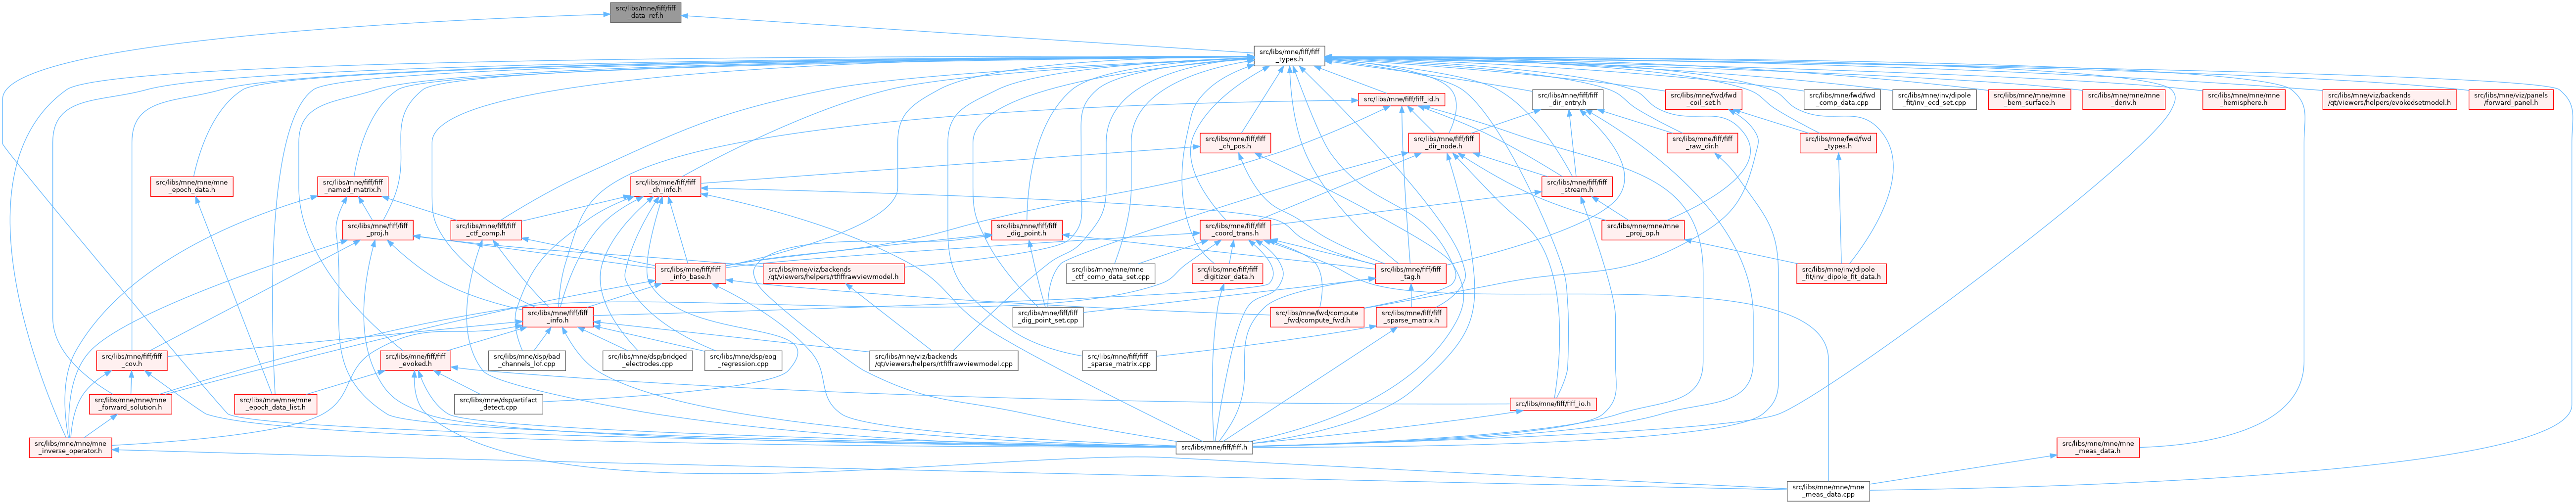 src/libs/mne/fiff/fiff
_data_ref.h
src/libs/mne/fiff/fiff
_types.h
src/libs/mne/fiff/fiff_id.h
src/libs/mne/fiff/fiff
_dir_entry.h
src/libs/mne/fwd/fwd
_coil_set.h
src/libs/mne/fwd/fwd
_comp_data.cpp
src/libs/mne/inv/dipole
_fit/inv_ecd_set.cpp
src/libs/mne/mne/mne
_bem_surface.h
src/libs/mne/mne/mne
_deriv.h
src/libs/mne/mne/mne
_hemisphere.h
src/libs/mne/viz/backends
/qt/viewers/helpers/evokedsetmodel.h
src/libs/mne/viz/panels
/forward_panel.h
src/libs/mne/fiff/fiff
_ch_pos.h
src/libs/mne/fiff/fiff
_dir_node.h
src/libs/mne/fiff/fiff
_raw_dir.h
src/libs/mne/fwd/fwd
_types.h
src/libs/mne/mne/mne
_epoch_data.h
src/libs/mne/fiff/fiff
_named_matrix.h
src/libs/mne/fiff/fiff
_ch_info.h
src/libs/mne/fiff/fiff
_stream.h
src/libs/mne/fiff/fiff
_proj.h
src/libs/mne/fiff/fiff
_ctf_comp.h
src/libs/mne/fiff/fiff
_dig_point.h
src/libs/mne/fiff/fiff
_coord_trans.h
src/libs/mne/mne/mne
_proj_op.h
src/libs/mne/fiff/fiff
_info_base.h
src/libs/mne/viz/backends
/qt/viewers/helpers/rtfiffrawviewmodel.h
src/libs/mne/mne/mne
_ctf_comp_data_set.cpp
src/libs/mne/fiff/fiff
_digitizer_data.h
src/libs/mne/fiff/fiff
_tag.h
src/libs/mne/inv/dipole
_fit/inv_dipole_fit_data.h
src/libs/mne/fiff/fiff
_info.h
src/libs/mne/fiff/fiff
_dig_point_set.cpp
src/libs/mne/fwd/compute
_fwd/compute_fwd.h
src/libs/mne/fiff/fiff
_sparse_matrix.h
src/libs/mne/fiff/fiff
_cov.h
src/libs/mne/fiff/fiff
_evoked.h
src/libs/mne/dsp/bad
_channels_lof.cpp
src/libs/mne/dsp/bridged
_electrodes.cpp
src/libs/mne/dsp/eog
_regression.cpp
src/libs/mne/viz/backends
/qt/viewers/helpers/rtfiffrawviewmodel.cpp
src/libs/mne/fiff/fiff
_sparse_matrix.cpp
src/libs/mne/mne/mne
_forward_solution.h
src/libs/mne/mne/mne
_epoch_data_list.h
src/libs/mne/dsp/artifact
_detect.cpp
src/libs/mne/fiff/fiff_io.h
src/libs/mne/mne/mne
_inverse_operator.h
src/libs/mne/fiff/fiff.h
src/libs/mne/mne/mne
_meas_data.h
src/libs/mne/mne/mne
_meas_data.cpp